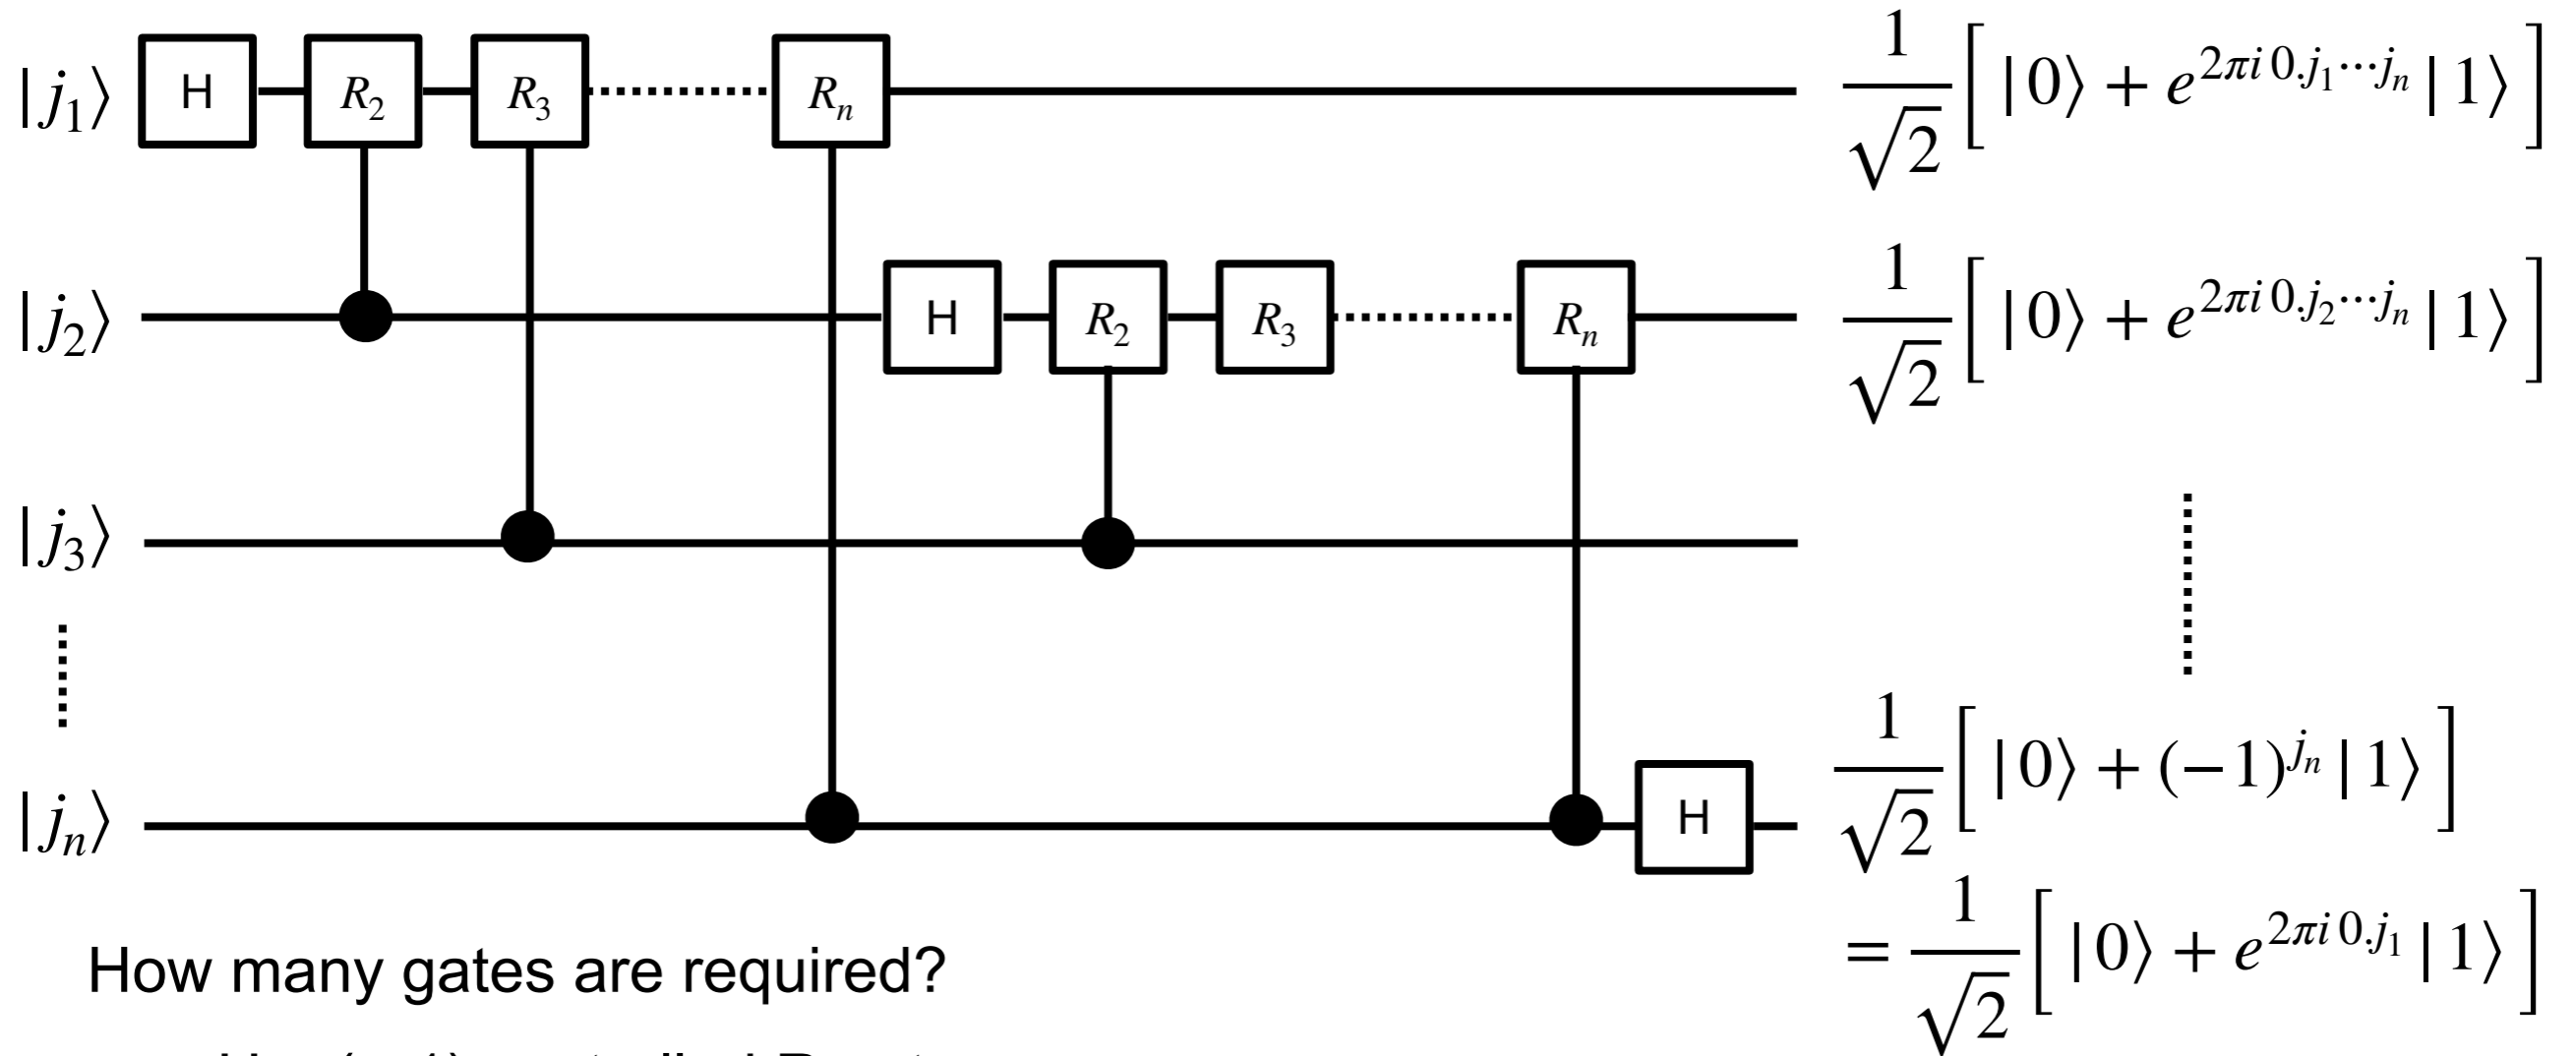 |j₁⟩ H R₂ R₃ Rₙ 1/√2 [ |0⟩ + e^{2πi 0.j₁⋯jₙ} |1⟩ ]
|j₂⟩ H R₂ R₃ Rₙ 1/√2 [ |0⟩ + e^{2πi 0.j₂⋯jₙ} |1⟩ ]
|j₃⟩
|jₙ⟩ H 1/√2 [ |0⟩ + (−1)^{jₙ} |1⟩ ]
= 1/√2 [ |0⟩ + e^{2πi 0.j₁} |1⟩ ]
How many gates are required?